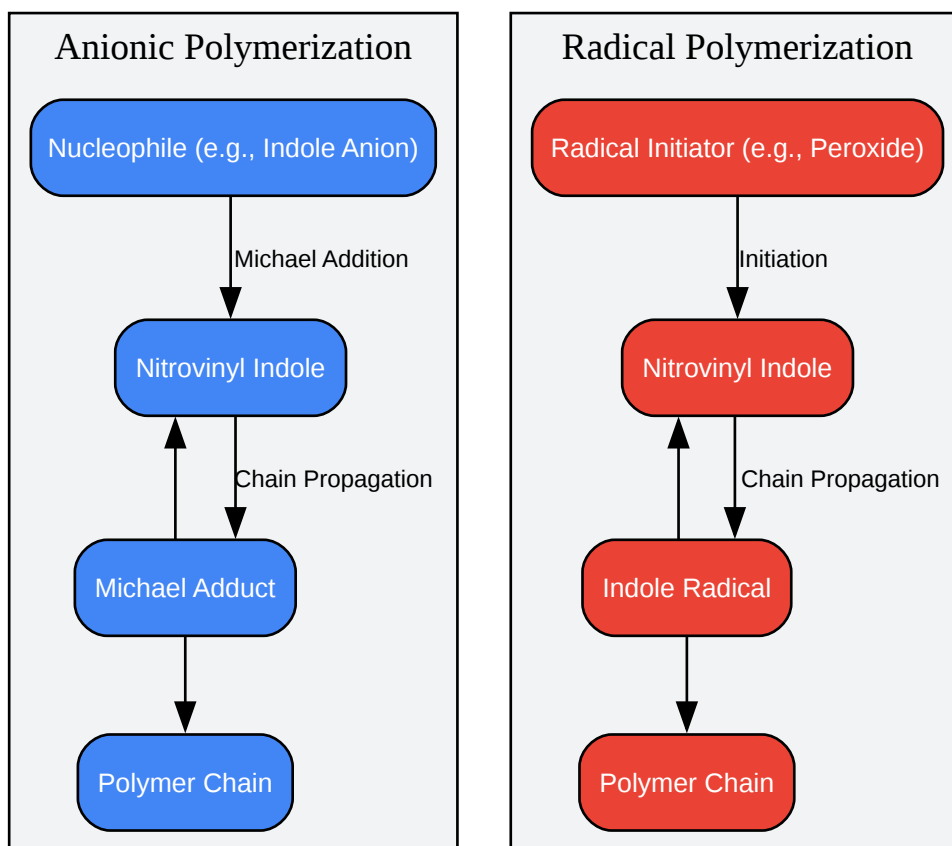 Anionic Polymerization
Nucleophile (e.g., Indole Anion)
Michael Addition
Nitrovinyl Indole
Chain Propagation
Michael Adduct
Polymer Chain
Radical Polymerization
Radical Initiator (e.g., Peroxide)
Initiation
Nitrovinyl Indole
Chain Propagation
Indole Radical
Polymer Chain